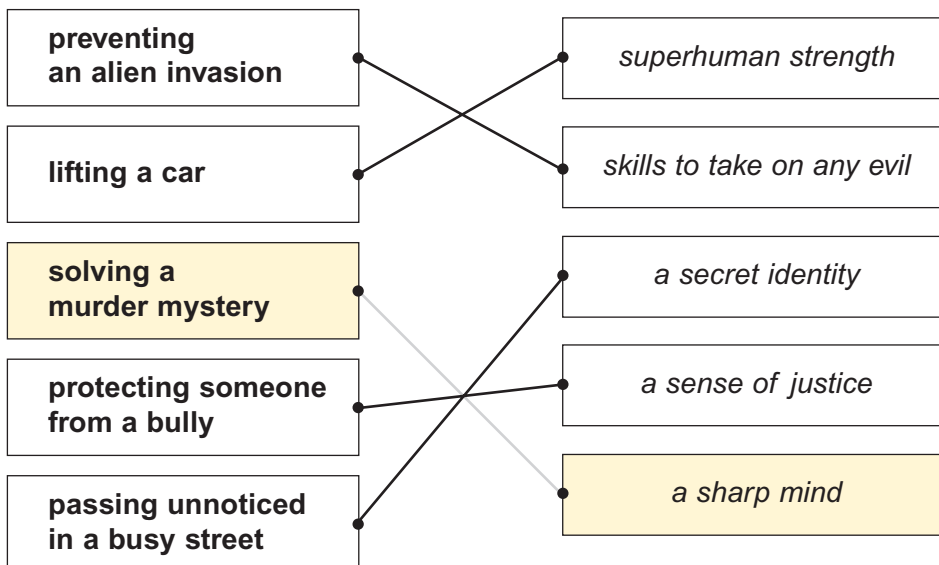 preventing
an alien invasion
lifting a car
solving a
murder mystery
protecting someone
from a bully
passing unnoticed
in a busy street
superhuman strength
skills to take on any evil
a secret identity
a sense of justice
a sharp mind